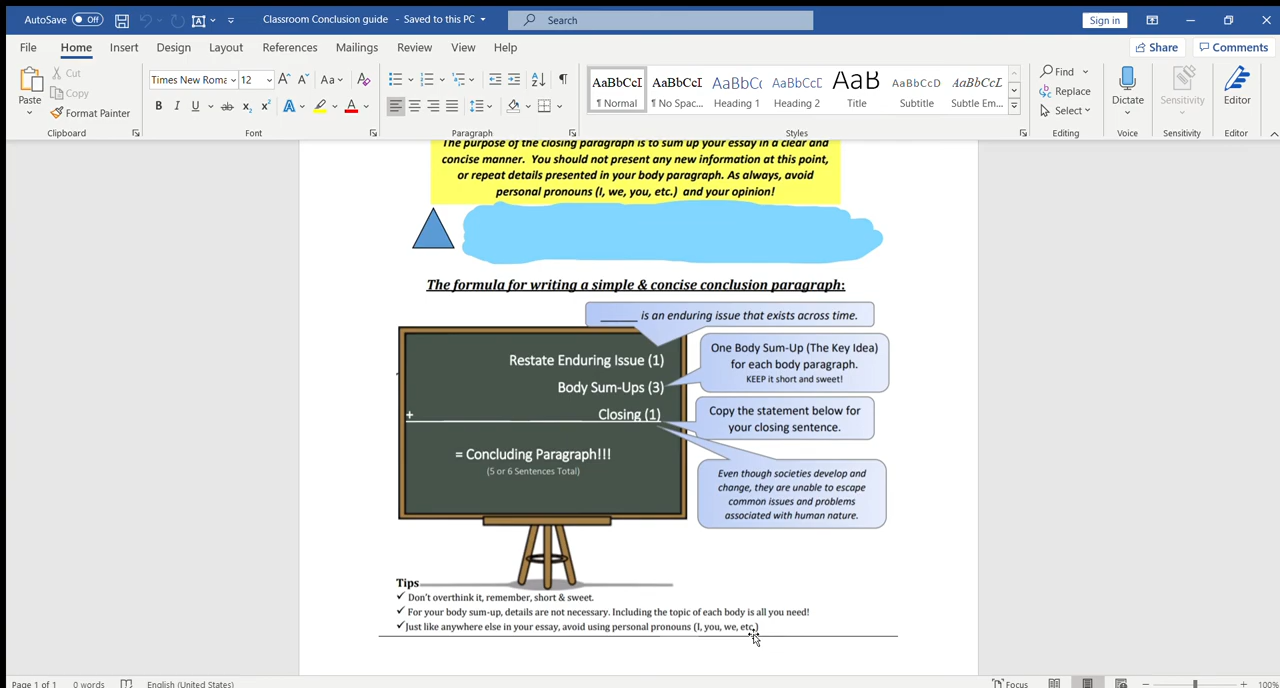 AutoSave Off Classroom Conclusion guide - Saved to this PC Search Sign in
File Home Insert Design Layout References Mailings Review View Help Share Comments
Paste Cut Copy Format Painter Clipboard
Times New Roma 12 Font
Paragraph
AaBbCcI AaBbCcI AaBbC( AaBbCcC AaB AaBbCcD AaBbCcL
¶ Normal ¶ No Spac... Heading 1 Heading 2 Title Subtitle Subtle Em...
Styles
Find Replace Select Editing
Dictate Voice
Sensitivity Sensitivity
Editor Editor
The purpose of the closing paragraph is to sum up your essay in a clear and
concise manner. You should not present any new information at this point,
or repeat details presented in your body paragraph. As always, avoid
personal pronouns (I, we, you, etc.) and your opinion!
The formula for writing a simple & concise conclusion paragraph:
______ is an enduring issue that exists across time.
Restate Enduring Issue (1)
Body Sum-Ups (3)
+ Closing (1)
= Concluding Paragraph!!!
(5 or 6 Sentences Total)
One Body Sum-Up (The Key Idea)
for each body paragraph.
KEEP it short and sweet!
Copy the statement below for
your closing sentence.
Even though societies develop and
change, they are unable to escape
common issues and problems
associated with human nature.
Tips
✓ Don't overthink it, remember, short & sweet.
✓ For your body sum-up, details are not necessary. Including the topic of each body is all you need!
✓ Just like anywhere else in your essay, avoid using personal pronouns (I, you, we, etc.)
Page 1 of 1 0 words English (United States) Focus 100%